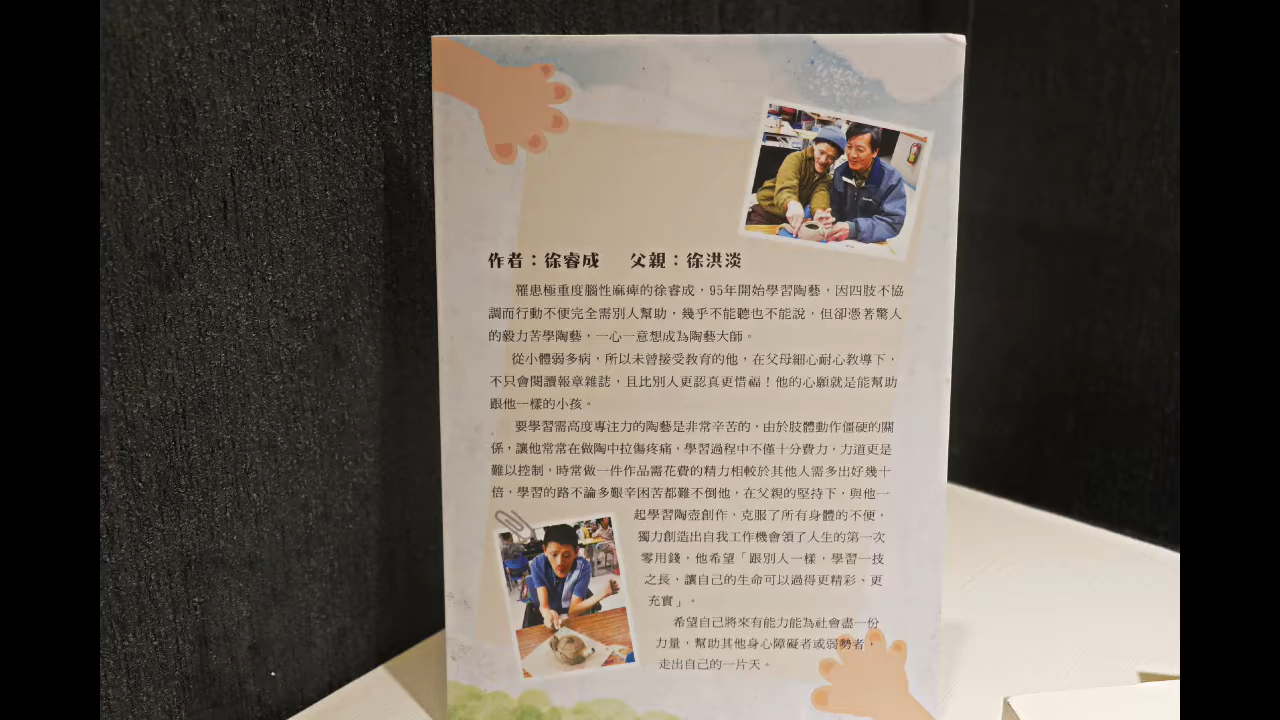 作者：徐睿成　父親：徐洪淡
罹患極重度腦性麻痺的徐睿成，95年開始學習陶藝，因四肢不協
調而行動不便完全需別人幫助，幾乎不能聽也不能說，但卻憑著驚人
的毅力苦學陶藝，一心一意想成為陶藝大師。
從小體弱多病，所以未曾接受教育的他，在父母細心耐心教導下，
不只會閱讀報章雜誌，且比別人更認真更惜福！他的心願就是能幫助
跟他一樣的小孩。
要學習需高度專注力的陶藝是非常辛苦的，由於肢體動作僵硬的關
係，讓他常常在做陶中拉傷疼痛，學習過程中不僅十分費力，力道更是
難以控制，時常做一件作品需花費的精力相較於其他人需多出好幾十
倍，學習的路不論多艱辛困苦都難不倒他，在父親的堅持下，與他一
起學習陶壺創作，克服了所有身體的不便，
獨力創造出自我工作機會領了人生的第一次
零用錢，他希望「跟別人一樣，學習一技
之長，讓自己的生命可以過得更精彩、更
充實」。
希望自己將來有能力能為社會盡一份
力量，幫助其他身心障礙者或弱勢者，
走出自己的一片天。